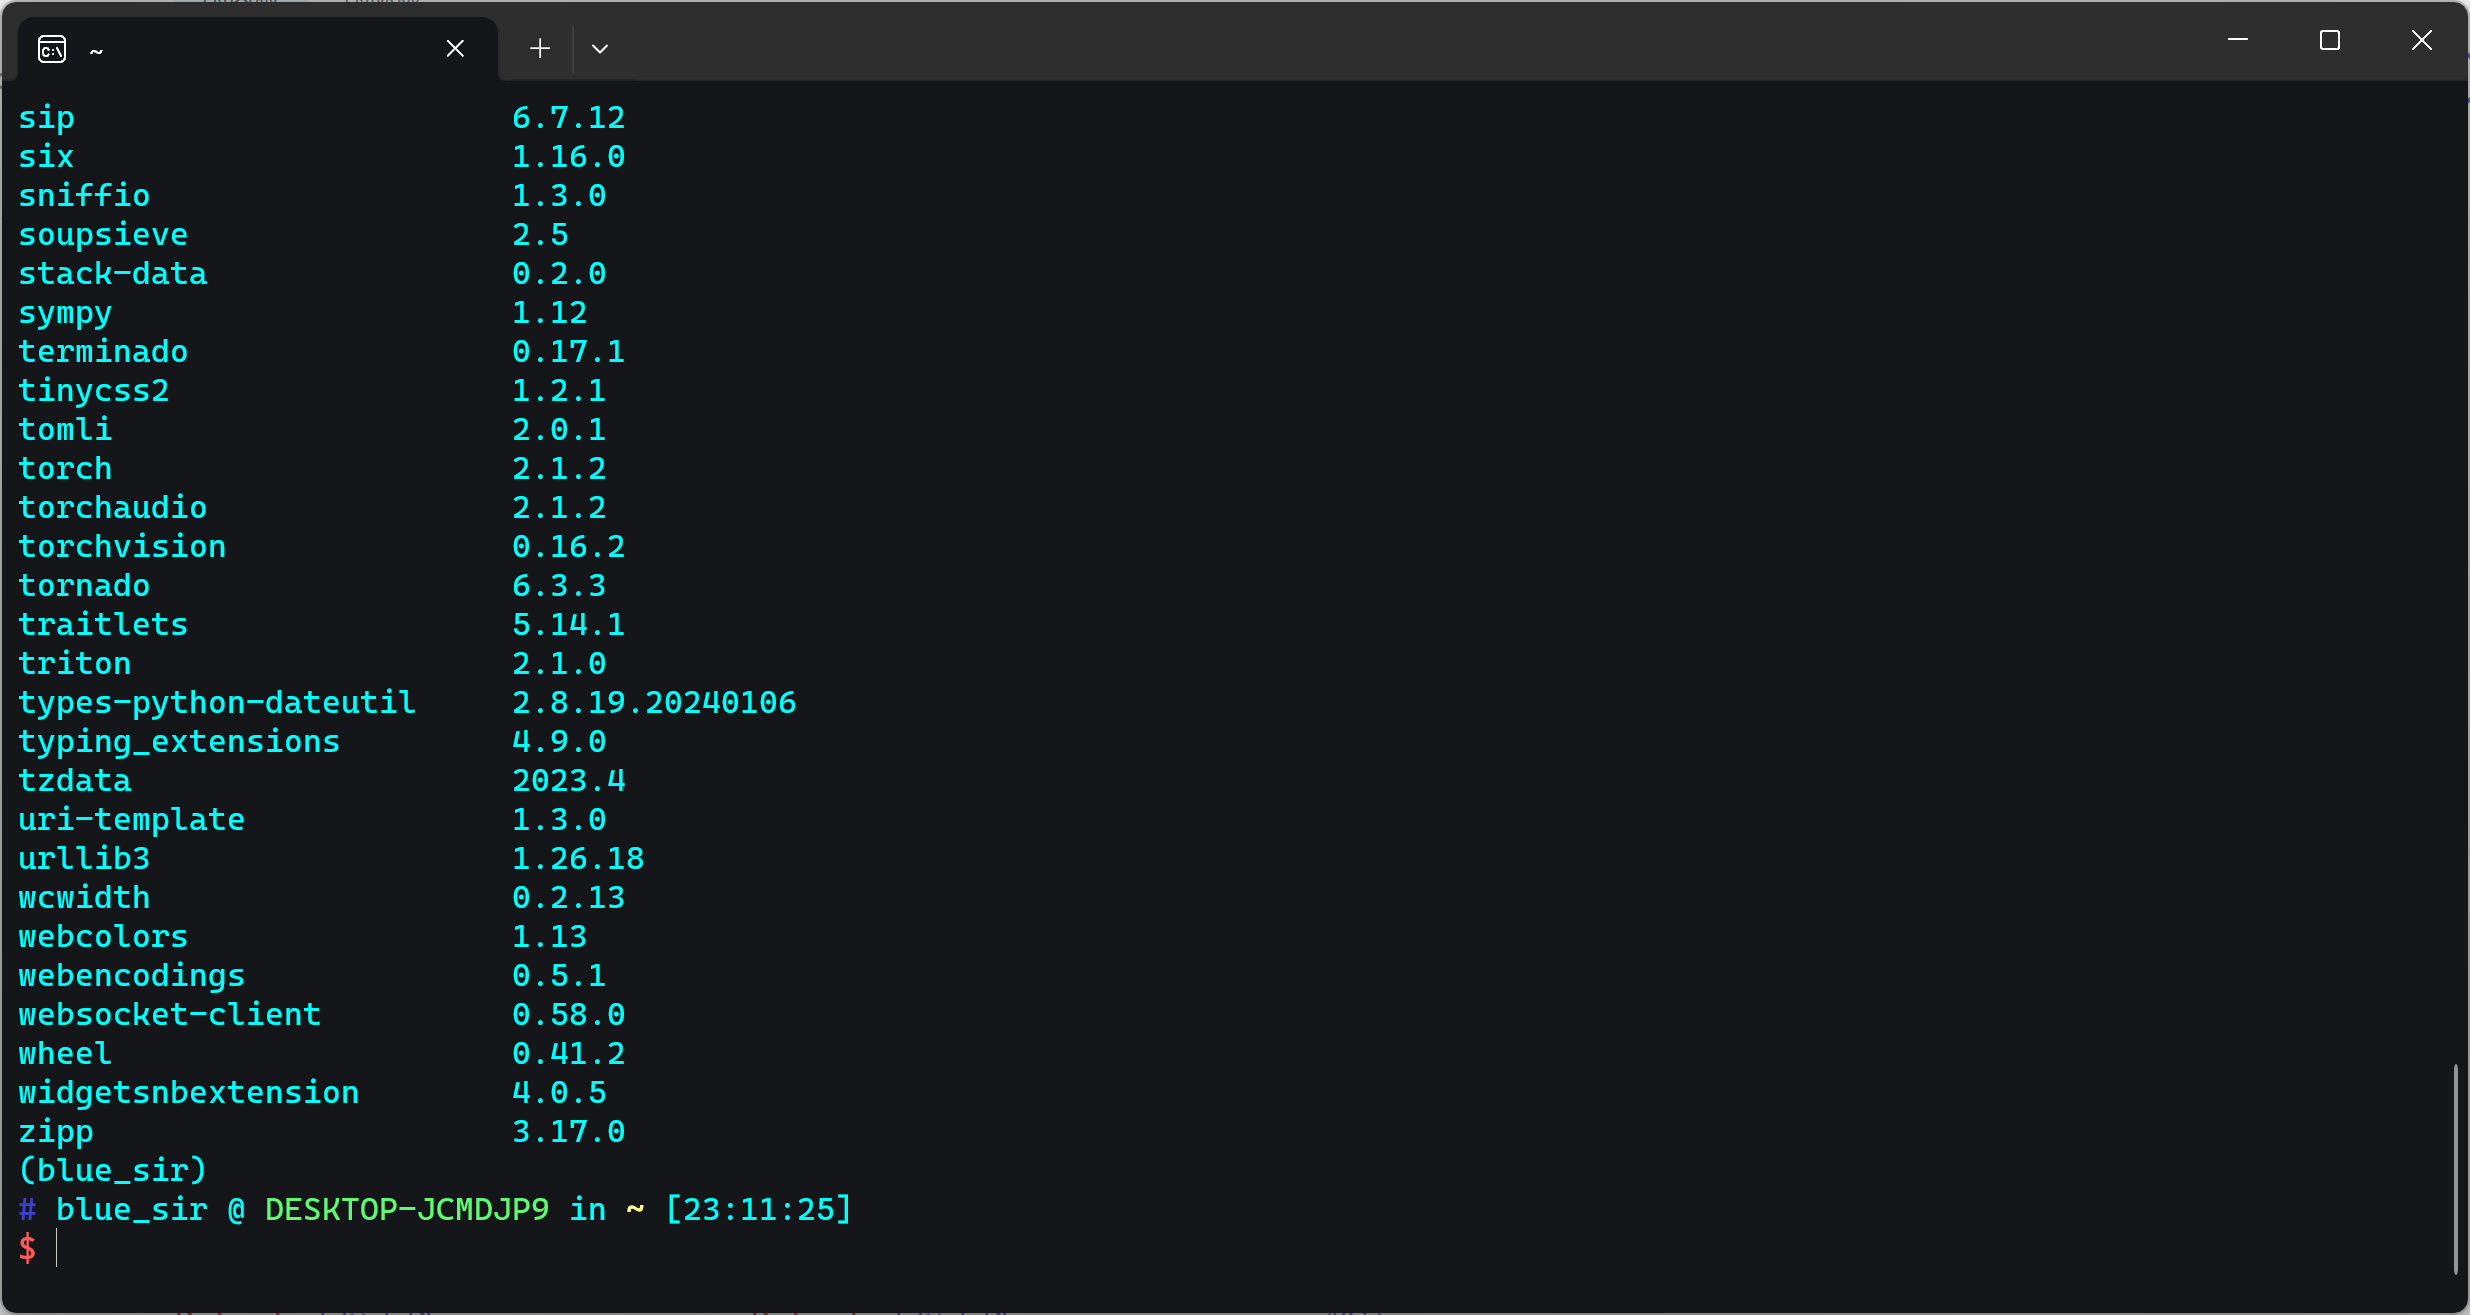 ~
sip 6.7.12
six 1.16.0
sniffio 1.3.0
soupsieve 2.5
stack-data 0.2.0
sympy 1.12
terminado 0.17.1
tinycss2 1.2.1
tomli 2.0.1
torch 2.1.2
torchaudio 2.1.2
torchvision 0.16.2
tornado 6.3.3
traitlets 5.14.1
triton 2.1.0
types-python-dateutil 2.8.19.20240106
typing_extensions 4.9.0
tzdata 2023.4
uri-template 1.3.0
urllib3 1.26.18
wcwidth 0.2.13
webcolors 1.13
webencodings 0.5.1
websocket-client 0.58.0
wheel 0.41.2
widgetsnbextension 4.0.5
zipp 3.17.0
(blue_sir)
# blue_sir @ DESKTOP-JCMDJP9 in ~ [23:11:25]
$